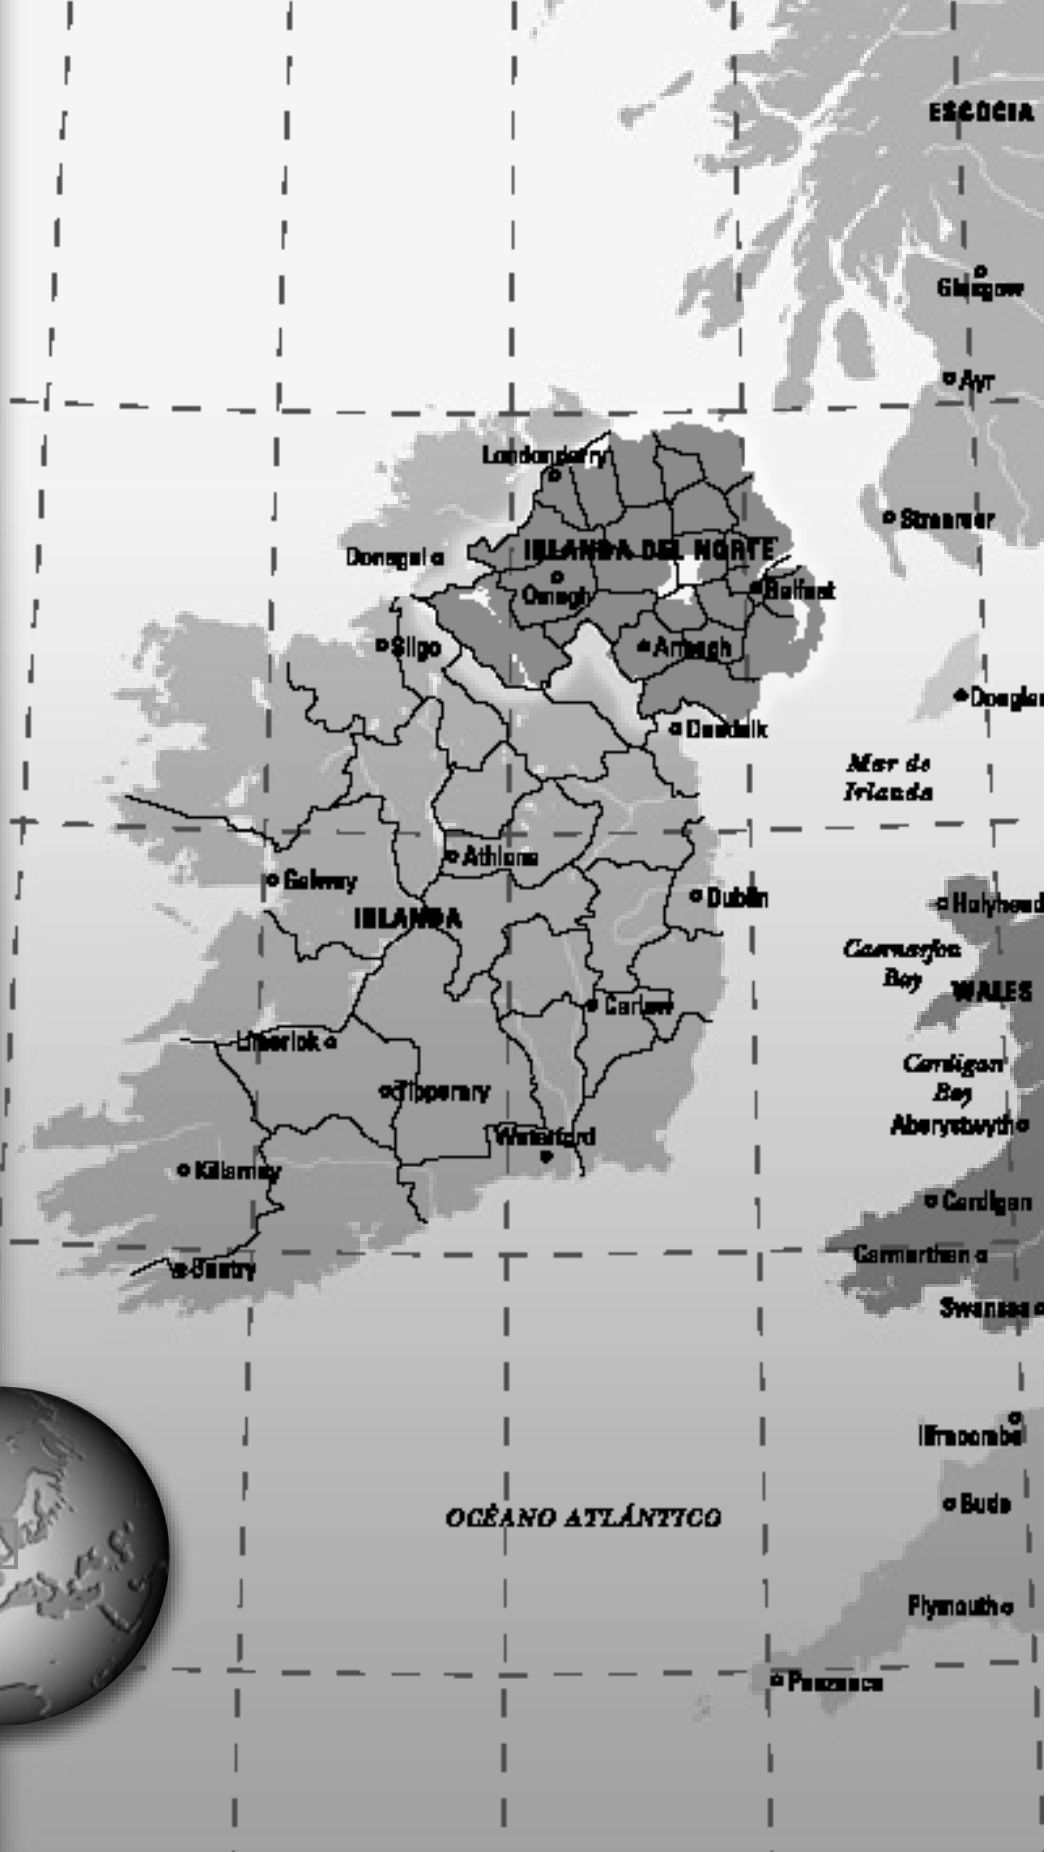 ESCOCIA
Glasgow
Ayr
Londonderry
Stranraer
IRLANDA DEL NORTE
Donegal
Omagh
Belfast
Sligo
Armagh
Douglas
Dundalk
Mar de
Irlanda
Athlone
Galway
Dublin
Holyhead
IRLANDA
Caernarfon
Bay
WALES
Carlow
Limerick
Cardigan
Bay
Tipperary
Aberystwyth
Waterford
Killarney
Cardigan
Carmarthen
Bantry
Swansea
Ilfracombe
Bude
OCÉANO ATLÁNTICO
Plymouth
Penzance